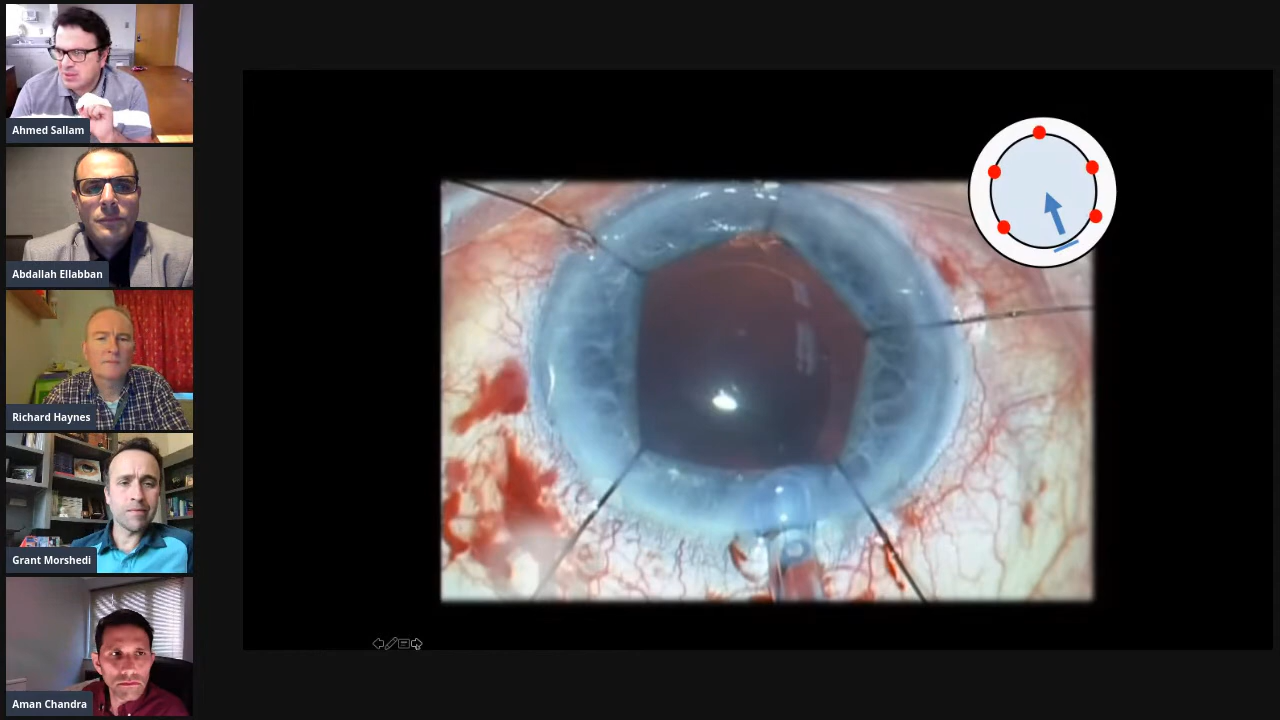 Ahmed Sallam
Abdallah Ellabban
Richard Haynes
Grant Morshedi
Aman Chandra